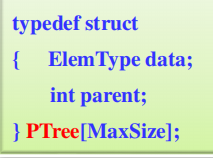 typedef struct
{ ElemType data;
int parent;
} PTree[MaxSize];